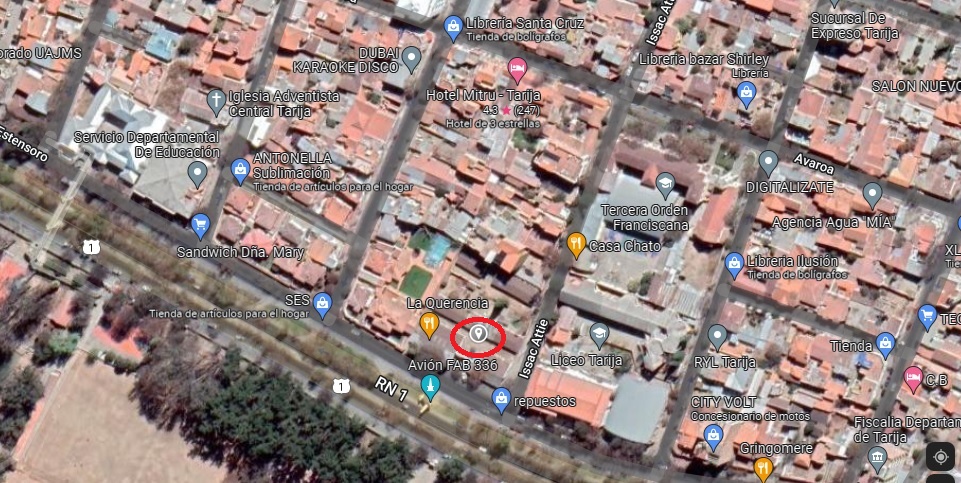 Librería Santa Cruz
Tienda de bolígrafos
Issac Attie
Sucursal De
Expreso Tarija
orado UAJMS
DUBAI
KARAOKE DISCO
Librería bazar Shirley
Librería
Hotel Mitru - Tarija
4.3 ★ (247)
Hotel de 3 estrellas
SALON NUEVO
Iglesia Adventista
Central Tarija
Estensoro
Servicio Departamental
De Educación
ANTONELLA
Sublimación
Tienda de artículos para el hogar
Avaroa
DIGITALIZATE
Tercera Orden
Franciscana
Agencia Agua "MÍA"
Sandwich Dña. Mary
1
Casa Chato
Librería Ilusión
Tienda de bolígrafos
XL
Tie
SES
Tienda de artículos para el hogar
La Querencia
TEC
Issac Attie
Liceo Tarija
RYL Tarija
Tienda
Avión FAB 336
1
RN 1
C B
repuestos
CITY VOLT
Concesionario de motos
Fiscalia Departan
de Tarija
Gringomere